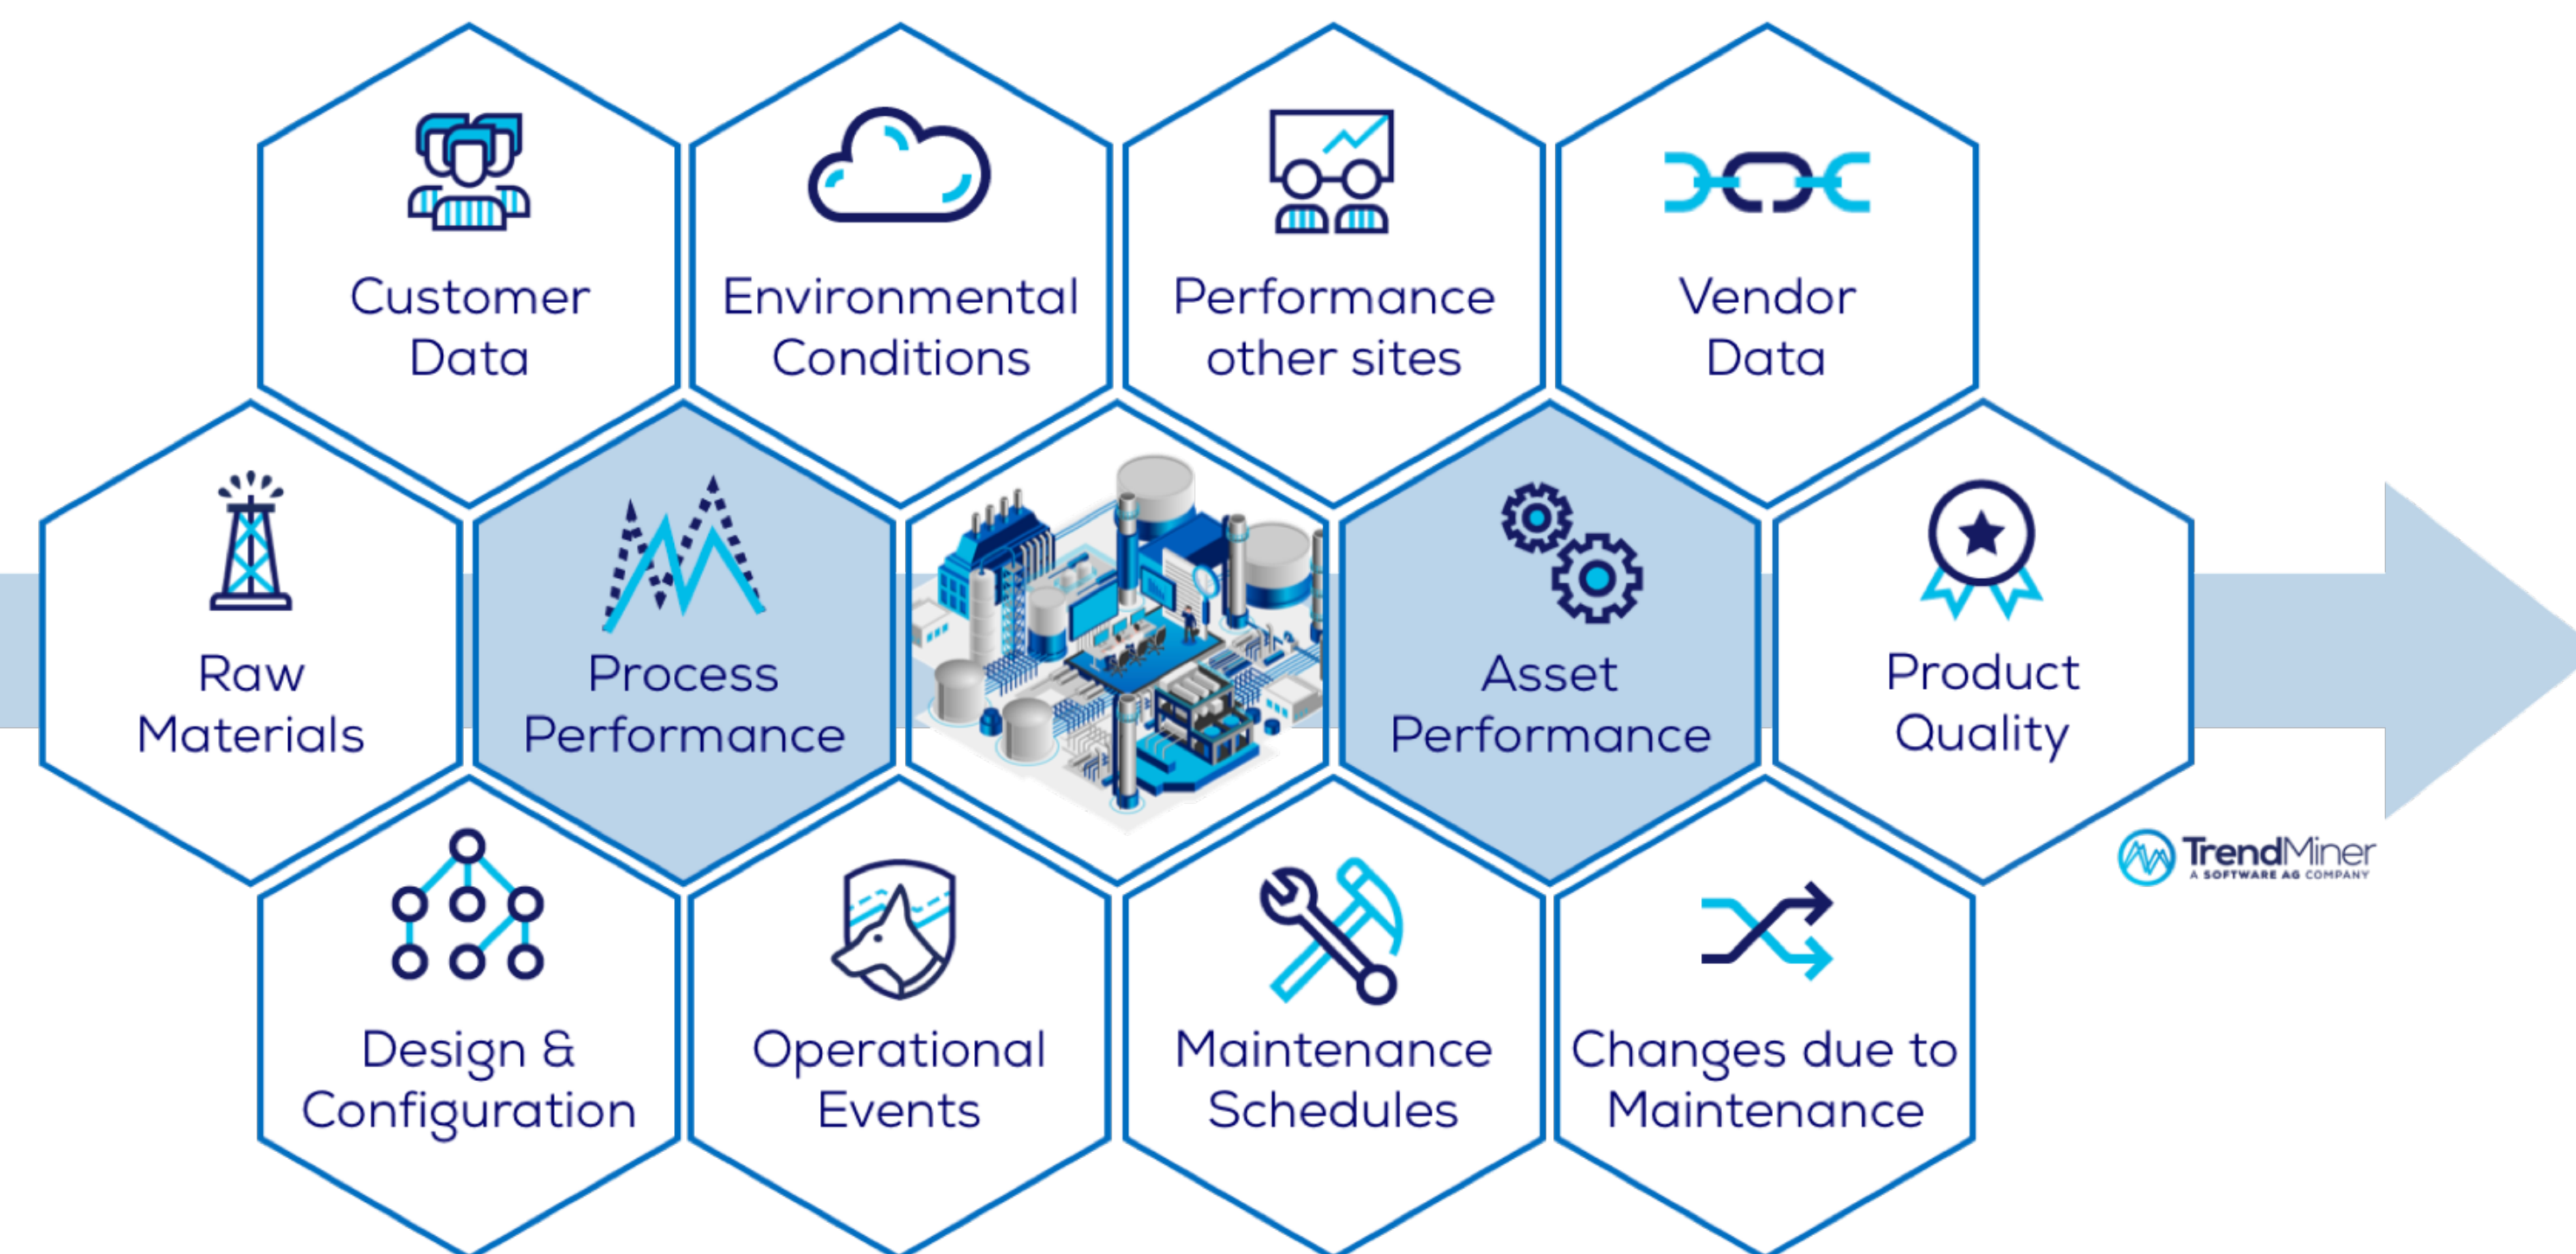 Customer
Data
Environmental
Conditions
Performance
other sites
Vendor
Data
Raw
Materials
Process
Performance
Asset
Performance
Product
Quality
TrendMiner
A SOFTWARE AG COMPANY
Design &
Configuration
Operational
Events
Maintenance
Schedules
Changes due to
Maintenance